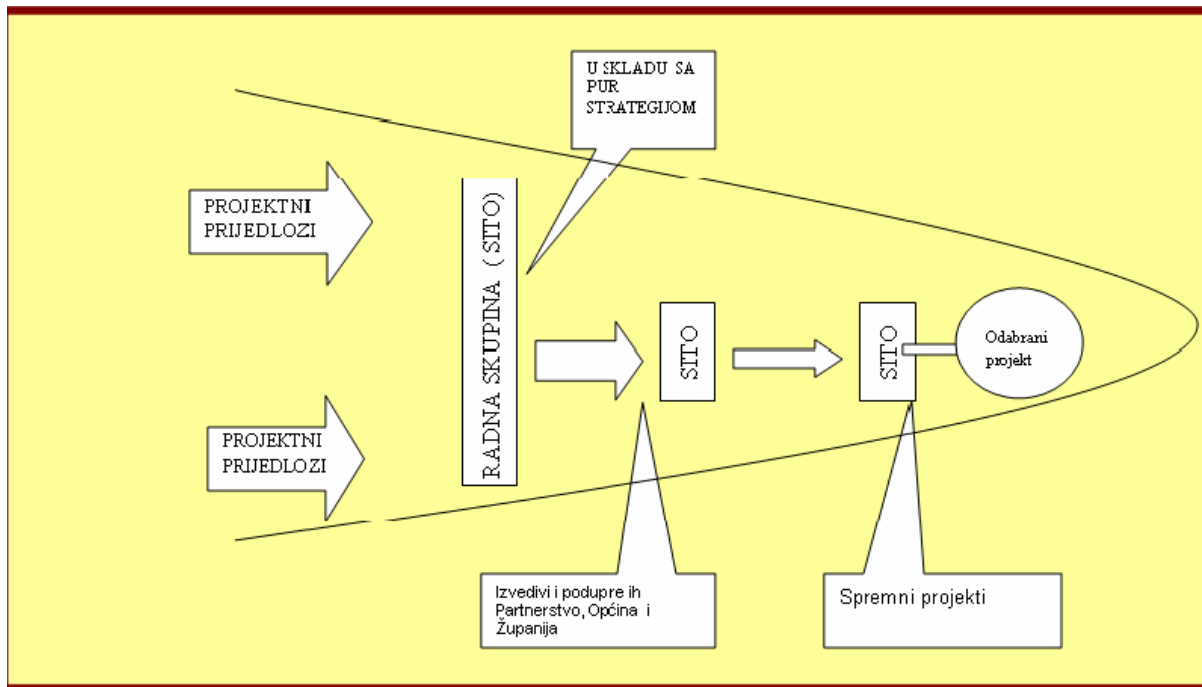 U SKLADU SA
PUR
STRATEGIJOM
PROJEKTNI
PRIJEDLOZI
RADNA SKUPINA ( SITO)
SITO
SITO
Odabrani
projekt
PROJEKTNI
PRIJEDLOZI
Izvedivi i podupre ih
Partnerstvo, Općina i
Županija
Spremni projekti